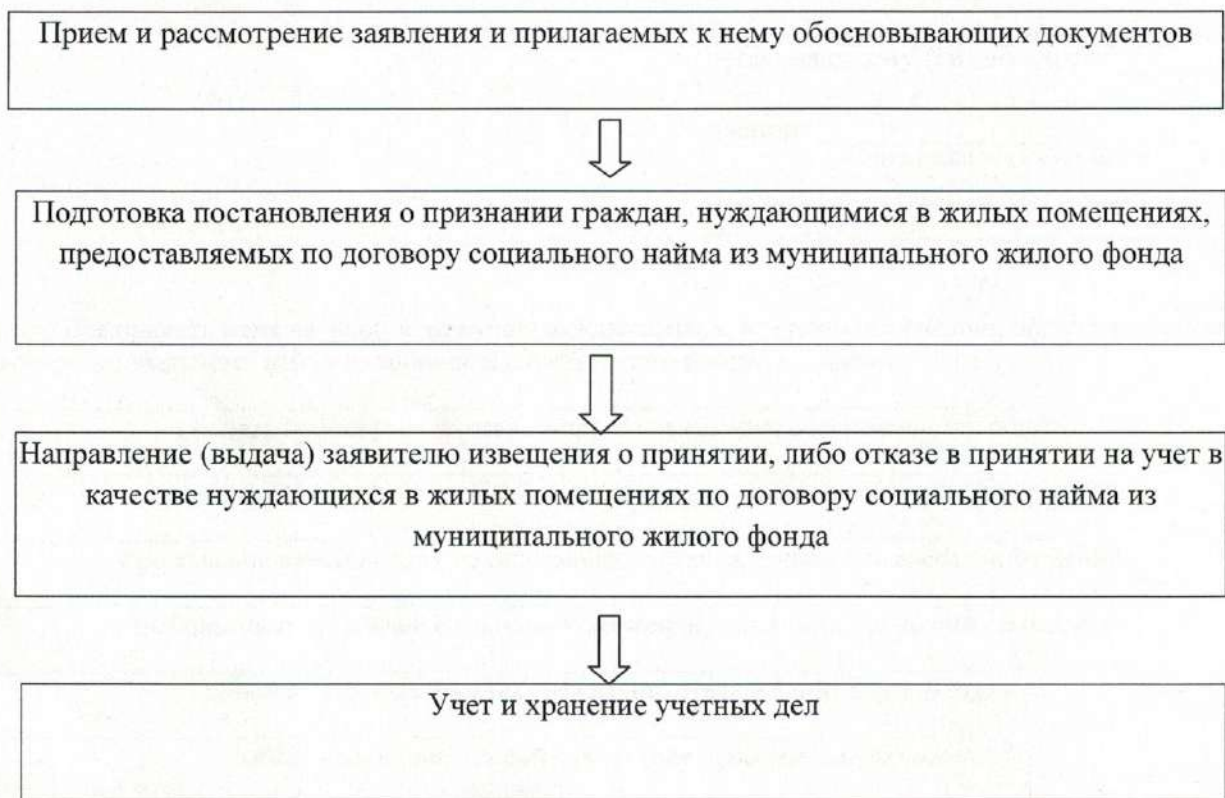 Прием и рассмотрение заявления и прилагаемых к нему обосновывающих документов
Подготовка постановления о признании граждан, нуждающимися в жилых помещениях,
предоставляемых по договору социального найма из муниципального жилого фонда
Направление (выдача) заявителю извещения о принятии, либо отказе в принятии на учет в
качестве нуждающихся в жилых помещениях по договору социального найма из
муниципального жилого фонда
Учет и хранение учетных дел